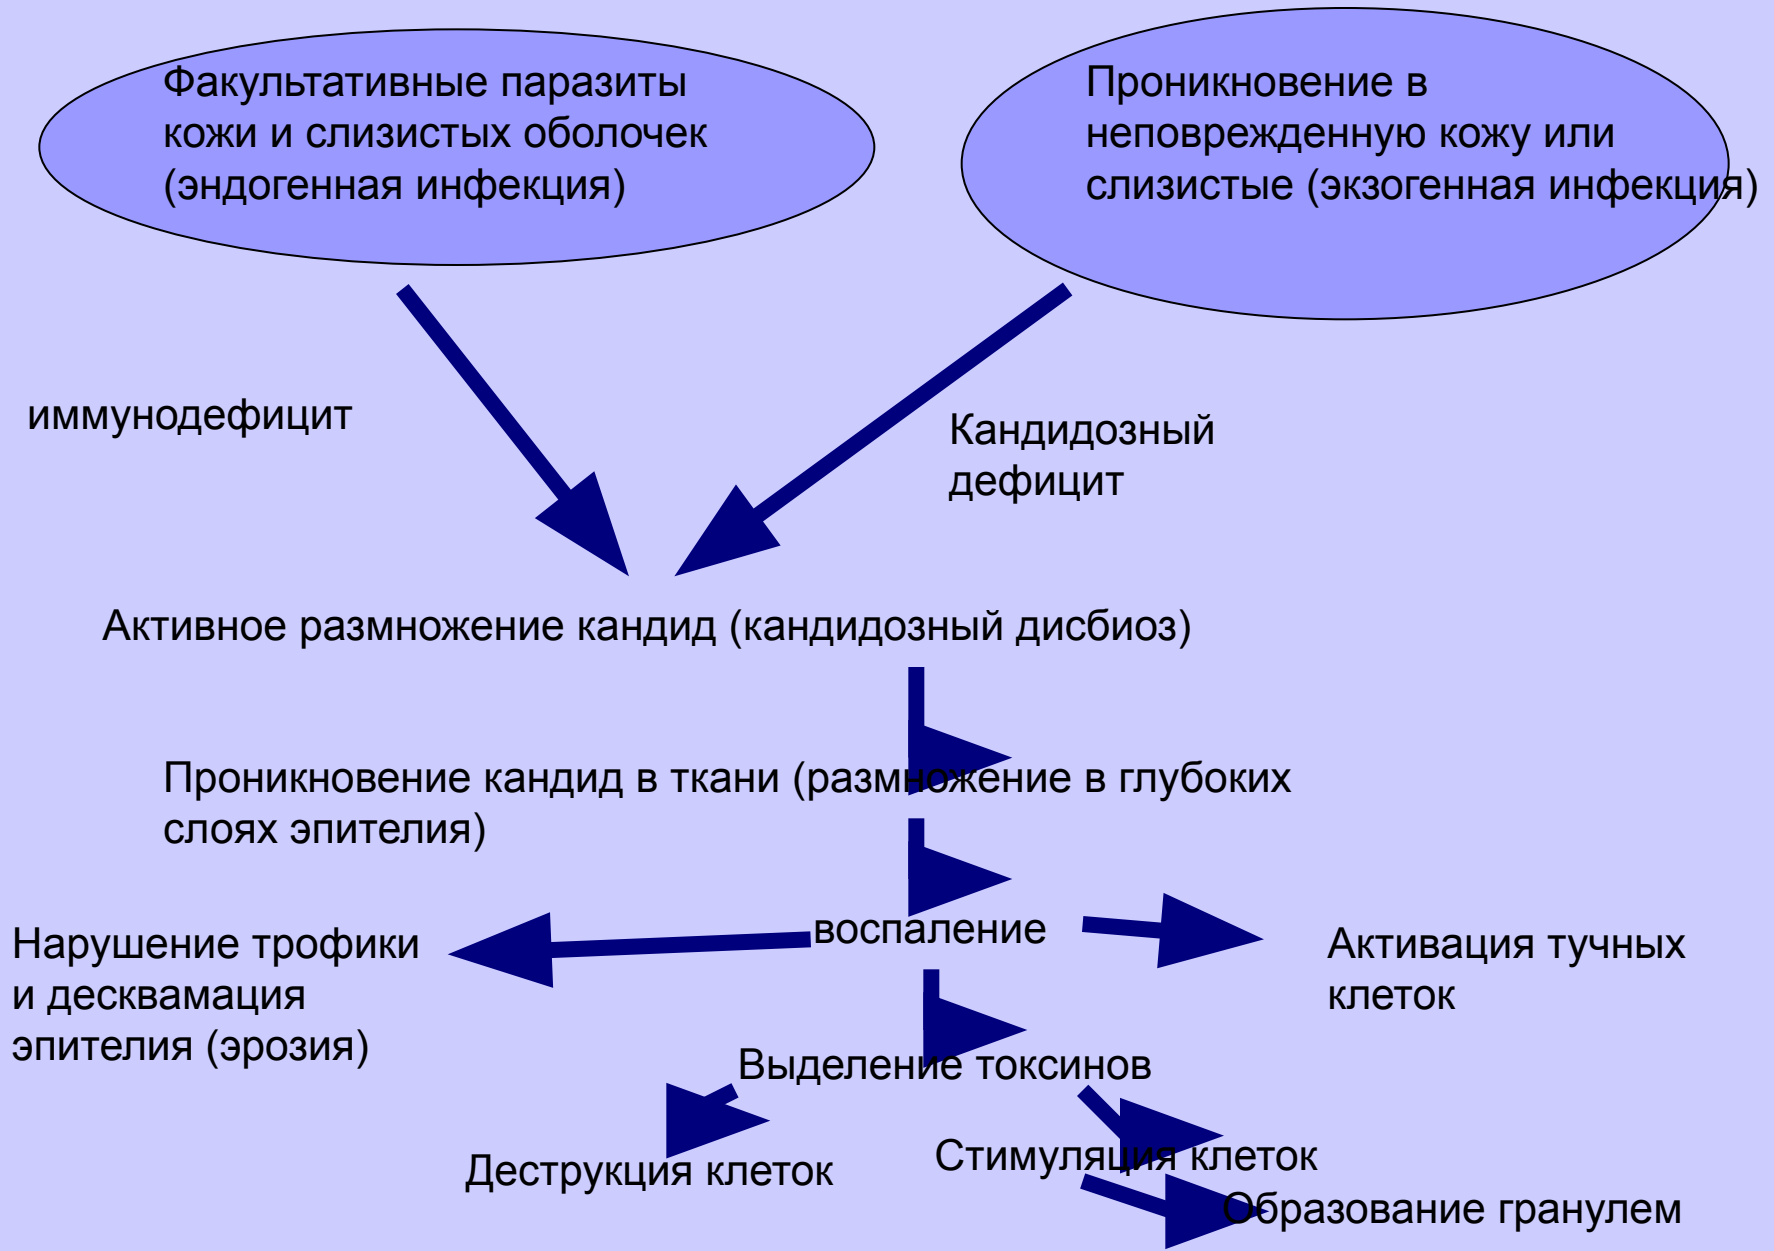 Факультативные паразиты
кожи и слизистых оболочек
(эндогенная инфекция)
Проникновение в
неповрежденную кожу или
слизистые (экзогенная инфекция)
иммунодефицит
Кандидозный
дефицит
Активное размножение кандид (кандидозный дисбиоз)
Проникновение кандид в ткани (размножение в глубоких
слоях эпителия)
воспаление
Нарушение трофики
и десквамация
эпителия (эрозия)
Активация тучных
клеток
Выделение токсинов
Деструкция клеток
Стимуляция клеток
Образование гранулем